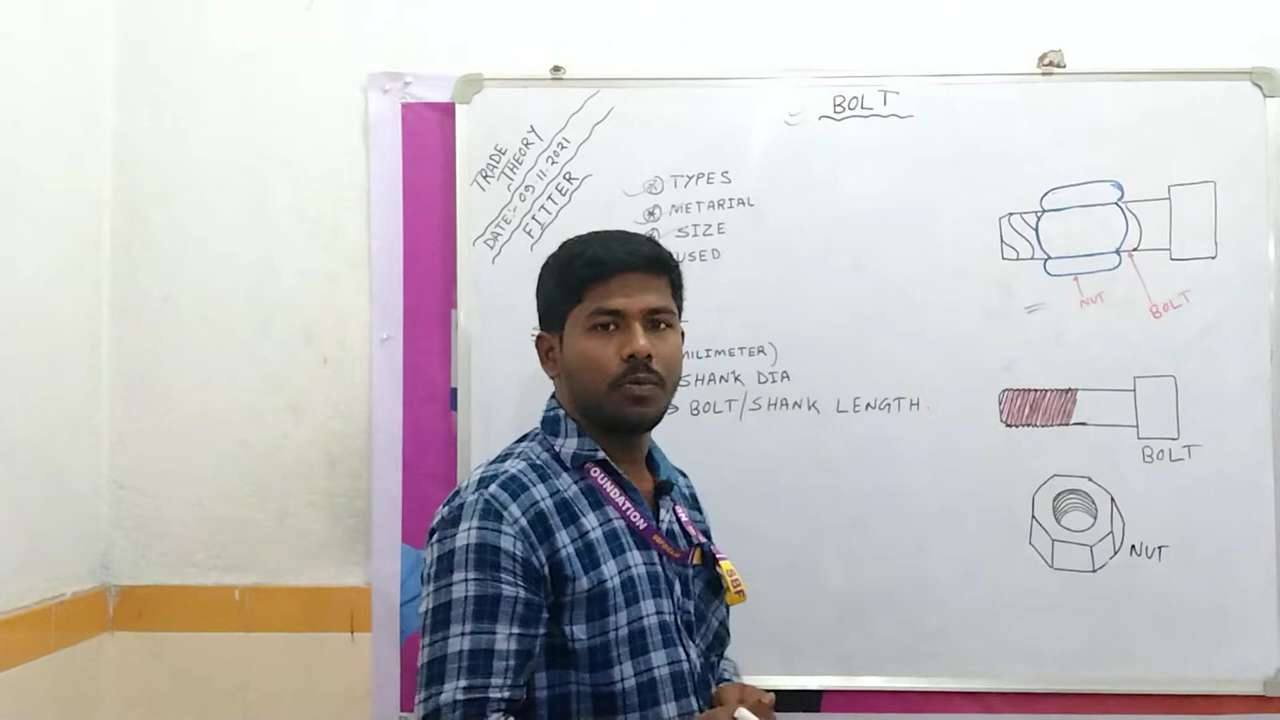 BOLT
TRADE
THEORY
DATE:- 09.11.2021
FITTER
TYPES
METARIAL
SIZE
USED
MILIMETER)
SHANK DIA
BOLT/SHANK LENGTH.
NUT
BOLT
BOLT
NUT
FOUNDATION
SBF